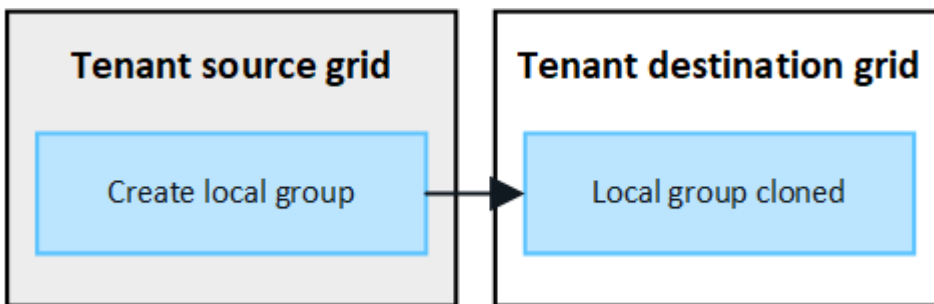 Tenant source grid
Create local group
Tenant destination grid
Local group cloned